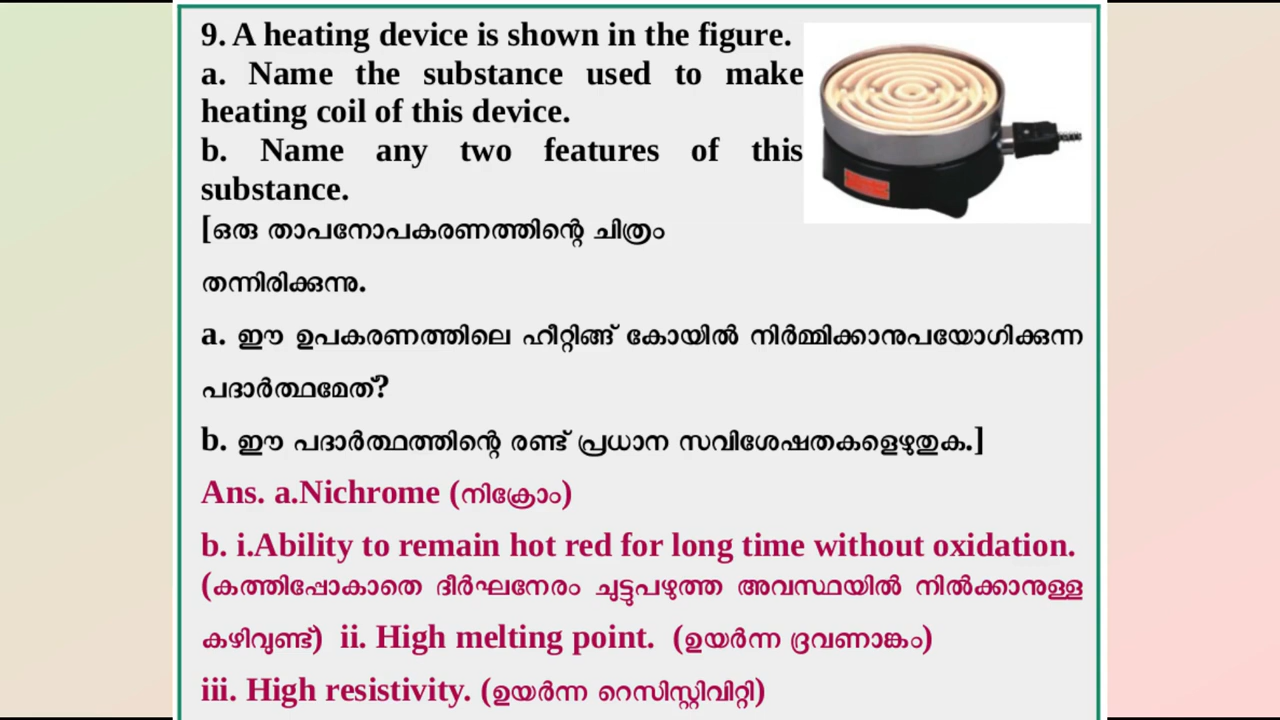 9. A heating device is shown in the figure.
a. Name the substance used to make
heating coil of this device.
b. Name any two features of this
substance.
[ഒരു താപനോപകരണത്തിന്റെ ചിത്രം
തന്നിരിക്കുന്നു.
a. ഈ ഉപകരണത്തിലെ ഹീറ്റിങ്ങ് കോയിൽ നിർമ്മിക്കാനുപയോഗിക്കുന്ന
പദാർത്ഥമേത്?
b. ഈ പദാർത്ഥത്തിന്റെ രണ്ട് പ്രധാന സവിശേഷതകളെഴുതുക.]
Ans. a.Nichrome (നിക്രോം)
b. i.Ability to remain hot red for long time without oxidation.
(കത്തിപ്പോകാതെ ദീർഘനേരം ചുട്ടുപഴുത്ത അവസ്ഥയിൽ നിൽക്കാനുള്ള
കഴിവുണ്ട്) ii. High melting point. (ഉയർന്ന ദ്രവണാങ്കം)
iii. High resistivity. (ഉയർന്ന റെസിസ്റ്റിവിറ്റി)